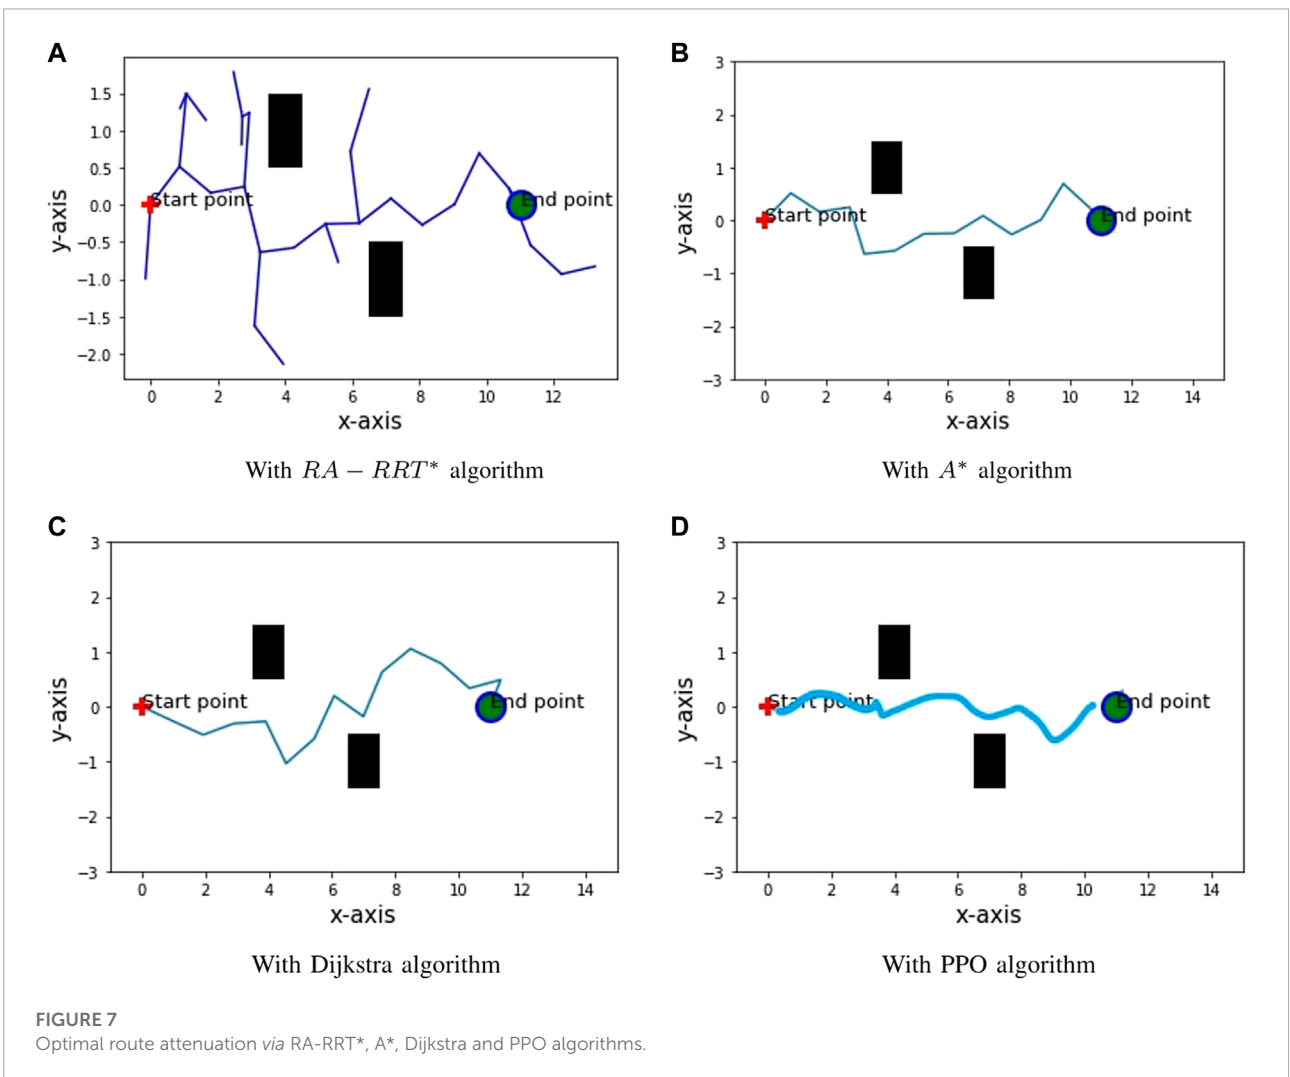 A
1.5
1.0
0.5
0.0
−0.5
−1.0
−1.5
−2.0
y-axis
Start point
End point
0 2 4 6 8 10 12
x-axis
With RA − RRT* algorithm
B
3
2
1
0
−1
−2
−3
y-axis
Start point
End point
0 2 4 6 8 10 12 14
x-axis
With A* algorithm
C
3
2
1
0
−1
−2
−3
y-axis
Start point
End point
0 2 4 6 8 10 12 14
x-axis
With Dijkstra algorithm
D
3
2
1
0
−1
−2
−3
y-axis
Start point
End point
0 2 4 6 8 10 12 14
x-axis
With PPO algorithm
FIGURE 7
Optimal route attenuation via RA-RRT*, A*, Dijkstra and PPO algorithms.